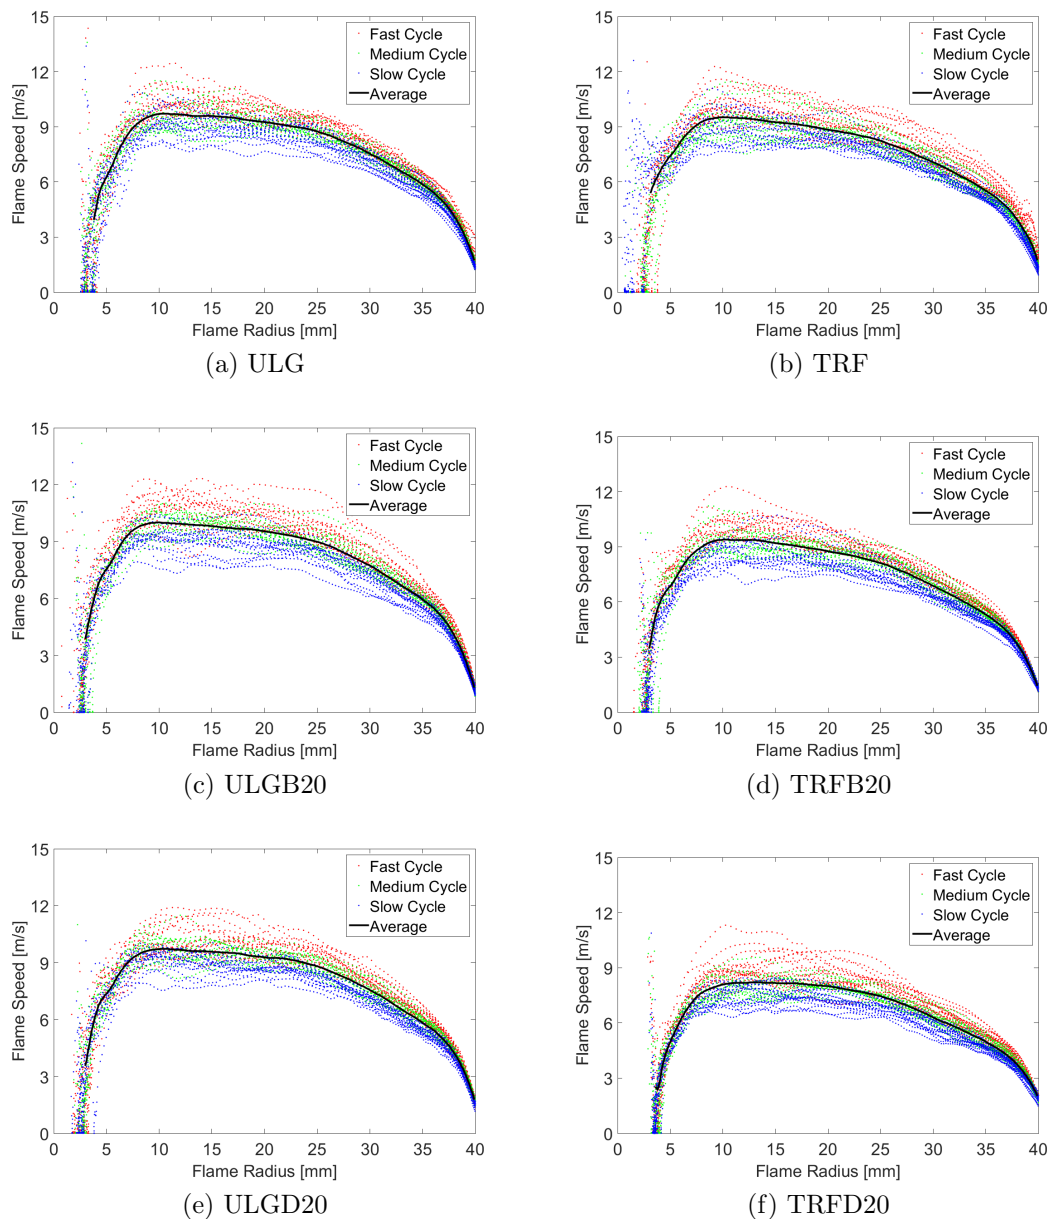 15
12
9
6
3
0
Flame Speed [m/s]
Fast Cycle
Medium Cycle
Slow Cycle
Average
0 5 10 15 20 25 30 35 40
Flame Radius [mm]
(a) ULG
15
12
9
6
3
0
Flame Speed [m/s]
Fast Cycle
Medium Cycle
Slow Cycle
Average
0 5 10 15 20 25 30 35 40
Flame Radius [mm]
(b) TRF
15
12
9
6
3
0
Flame Speed [m/s]
Fast Cycle
Medium Cycle
Slow Cycle
Average
0 5 10 15 20 25 30 35 40
Flame Radius [mm]
(c) ULGB20
15
12
9
6
3
0
Flame Speed [m/s]
Fast Cycle
Medium Cycle
Slow Cycle
Average
0 5 10 15 20 25 30 35 40
Flame Radius [mm]
(d) TRFB20
15
12
9
6
3
0
Flame Speed [m/s]
Fast Cycle
Medium Cycle
Slow Cycle
Average
0 5 10 15 20 25 30 35 40
Flame Radius [mm]
(e) ULGD20
15
12
9
6
3
0
Flame Speed [m/s]
Fast Cycle
Medium Cycle
Slow Cycle
Average
0 5 10 15 20 25 30 35 40
Flame Radius [mm]
(f) TRFD20